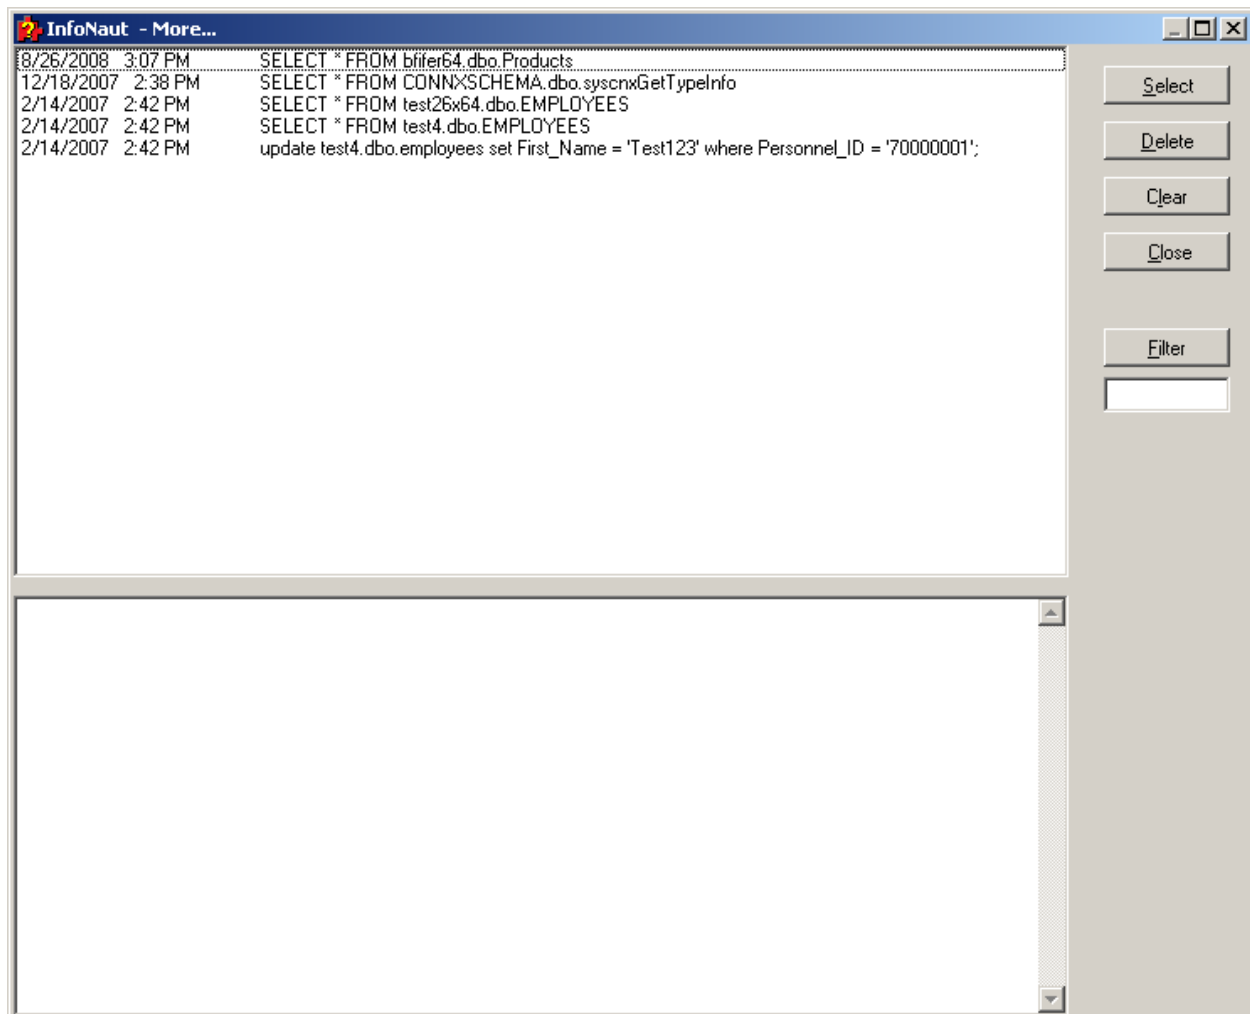 InfoNaut - More...
8/26/2008 3:07 PM SELECT * FROM bfifer64.dbo.Products
12/18/2007 2:38 PM SELECT * FROM CONNXSCHEMA.dbo.syscnxGetTypeInfo
2/14/2007 2:42 PM SELECT * FROM test26x64.dbo.EMPLOYEES
2/14/2007 2:42 PM SELECT * FROM test4.dbo.EMPLOYEES
2/14/2007 2:42 PM update test4.dbo.employees set First_Name = 'Test123' where Personnel_ID = '70000001';
Select
Delete
Clear
Close
Filter